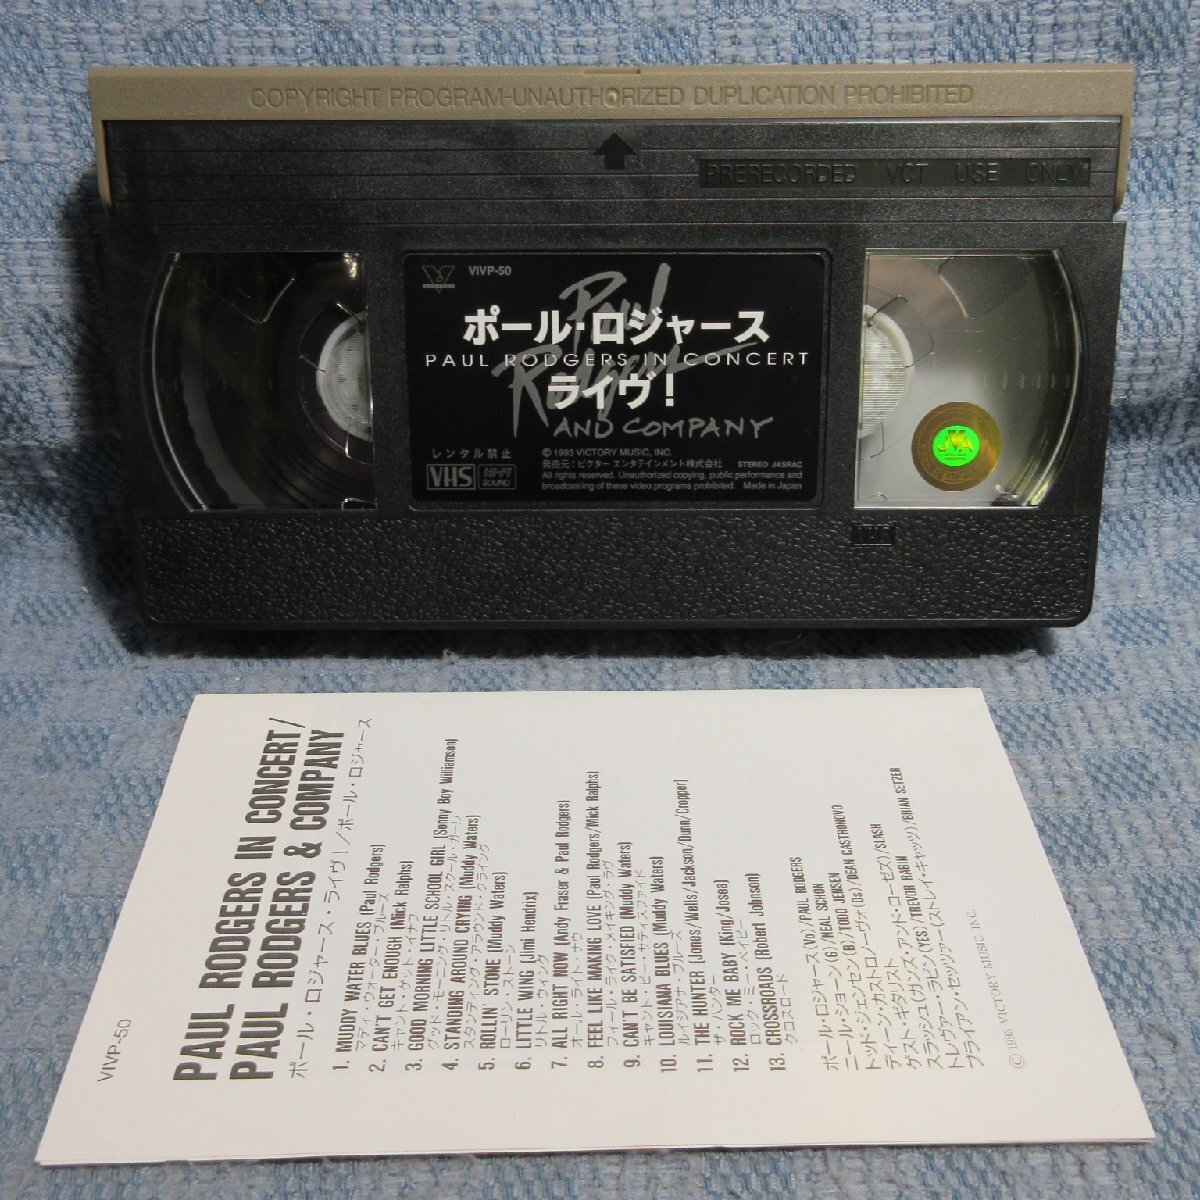 COPYRIGHT PROGRAM-UNAUTHORIZED DUPLICATION PROHIBITED
PRERECORDED VCT USE ONLY
VIVP-50
Paul Rodgers
ポール・ロジャース
PAUL RODGERS IN CONCERT
ライヴ!
AND COMPANY
レンタル禁止
VHS HI-FI SOUND
© 1993 VICTORY MUSIC, INC.
発売元:ビクター エンタテインメント株式会社 STEREO JASRAC
All rights reserved. Unauthorized copying, public performance and
broadcasting of these video programs prohibited. Made in Japan
VIVP-50
PAUL RODGERS IN CONCERT/
PAUL RODGERS & COMPANY
ポール・ロジャース・ライヴ!/ポール・ロジャース
1. MUDDY WATER BLUES (Paul Rodgers)
マディ・ウォーター・ブルーズ
2. CAN'T GET ENOUGH (Mick Ralphs)
キャント・ゲット・イナフ
3. GOOD MORNING LITTLE SCHOOL GIRL (Sonny Boy Williamson)
グッド・モーニング・リトル・スクール・ガール
4. STANDING AROUND CRYING (Muddy Waters)
スタンディング・アラウンド・クライング
5. ROLLIN' STONE (Muddy Waters)
ローリン・ストーン
6. LITTLE WING (Jimi Hendrix)
リトル・ウィング
7. ALL RIGHT NOW (Andy Fraser & Paul Rodgers)
オール・ライト・ナウ
8. FEEL LIKE MAKING LOVE (Paul Rodgers/Mick Ralphs)
フィール・ライク・メイキング・ラヴ
9. CAN'T BE SATISFIED (Muddy Waters)
キャント・ビー・サティスファイド
10. LOUISIANA BLUES (Muddy Waters)
ルイジアナ・ブルーズ
11. THE HUNTER (Jones/Wells/Jackson/Dunn/Cropper)
ザ・ハンター
12. ROCK ME BABY (King/Josea)
ロック・ミー・ベイビー
13. CROSSROADS (Robert Johnson)
クロスロード
ポール・ロジャース(Vo)/PAUL RODGERS
ニール・ショーン(G)/NEAL SCHON
トッド・ジェンセン(B)/TODD JENSEN
ディーン・カストロノーヴォ(Ds)/DEAN CASTRONOVO
ゲスト・ギタリスト
スラッシュ(ガンズ・アンド・ローゼズ)/SLASH
トレヴァー・ラビン(YES)/TREVOR RABIN
ブライアン・セッツァー(ストレイ・キャッツ)/BRIAN SETZER
© 1993 VICTORY MUSIC INC.